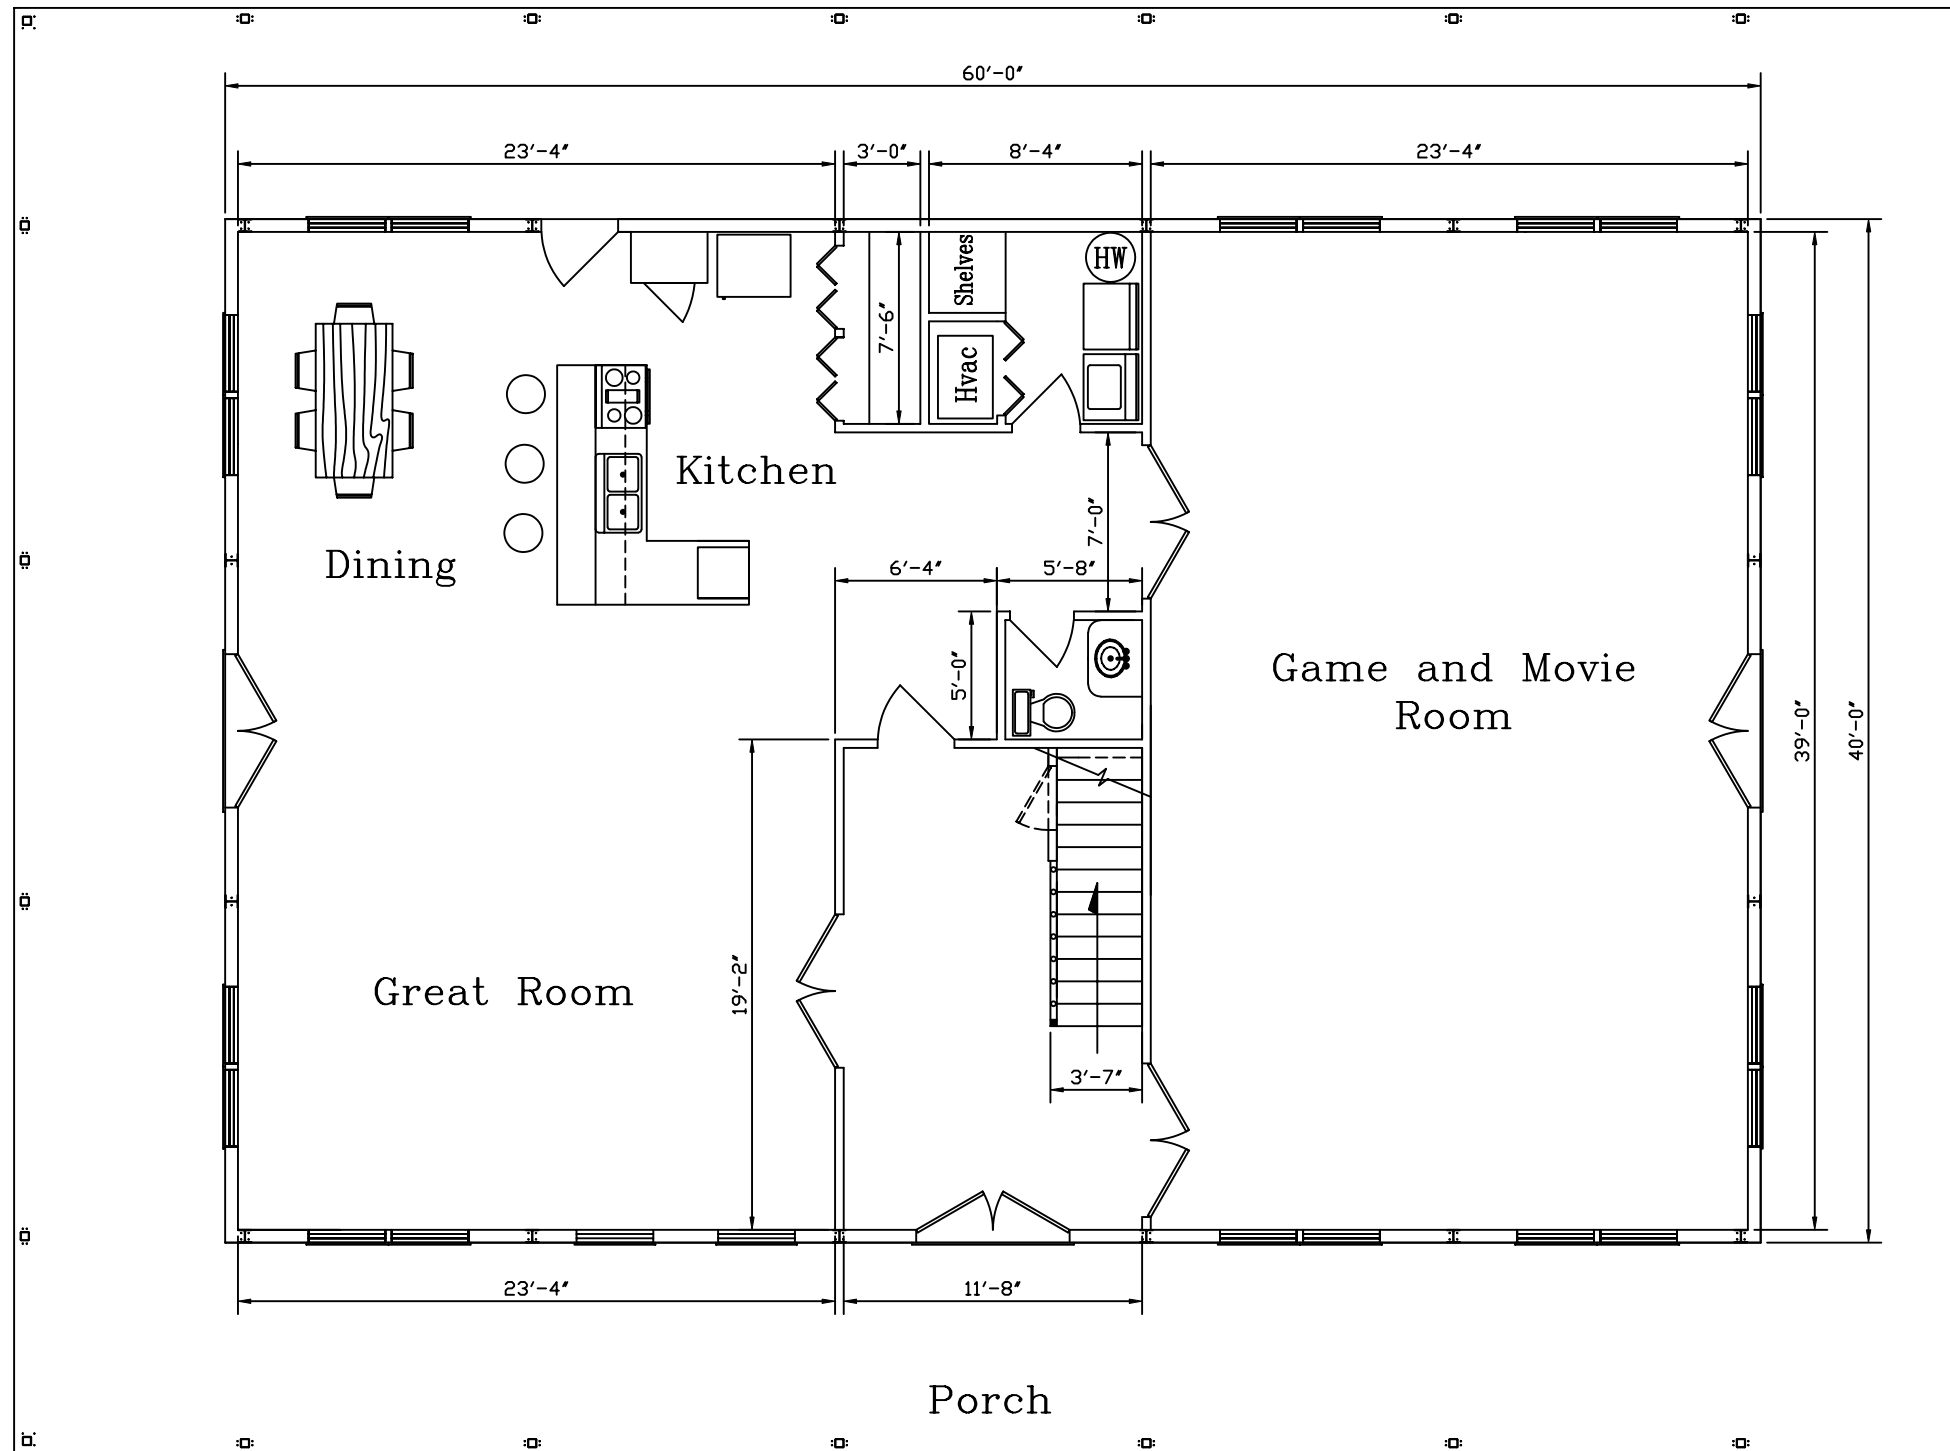 60'-0"
23'-4"
3'-0"
8'-4"
23'-4"
Shelves
HW
7'-6"
Hvac
Kitchen
7'-0"
Dining
6'-4"
5'-8"
5'-0"
Game and Movie
Room
39'-0"
40'-0"
Great Room
19'-2"
3'-7"
23'-4"
11'-8"
Porch